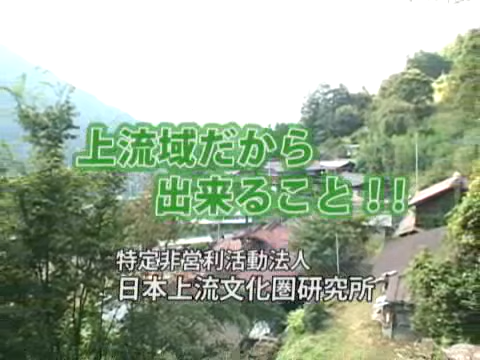 上流域だから
出来ること!!
特定非営利活動法人
日本上流文化圏研究所